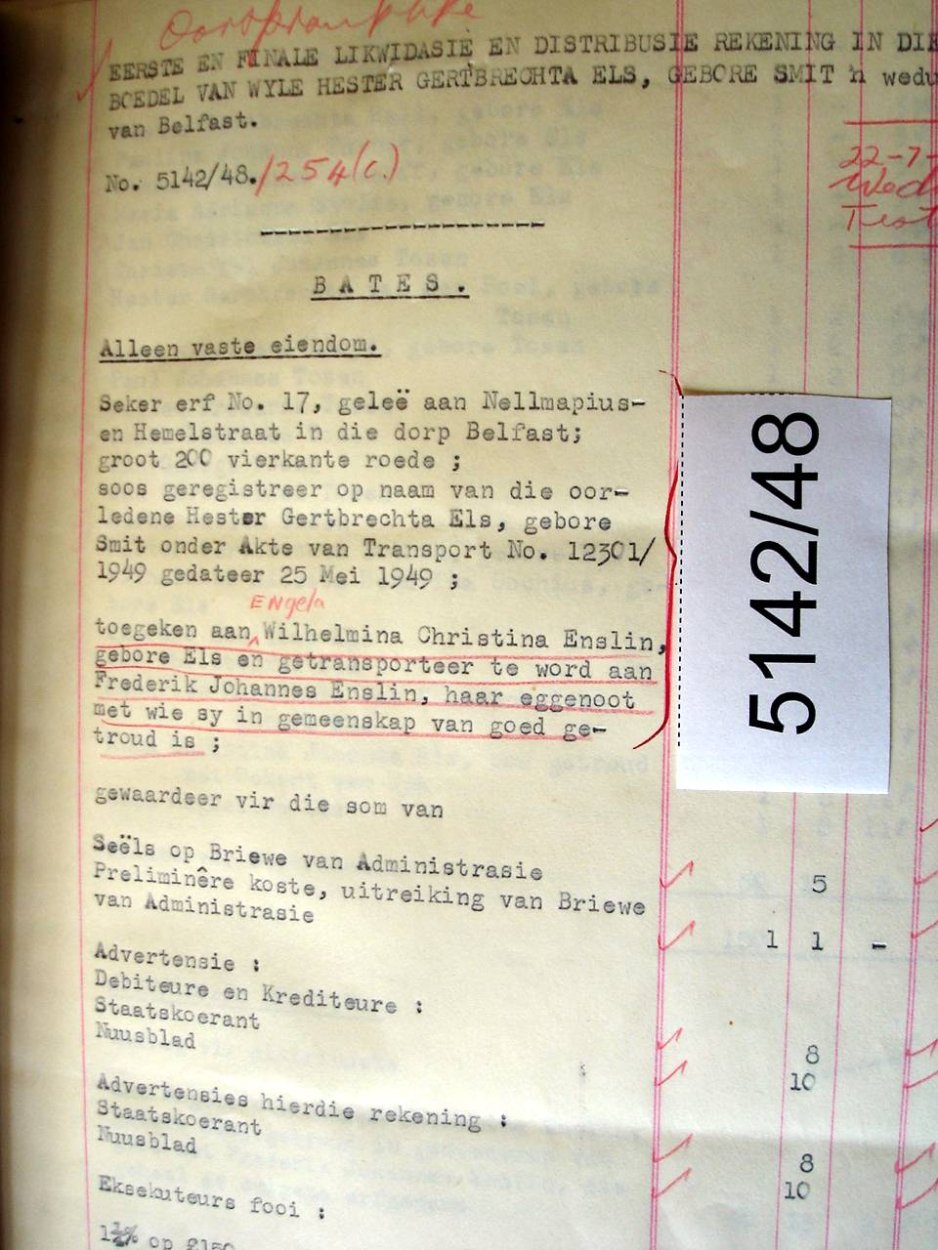 Oorspronklike
EERSTE EN FINALE LIKWIDASIE EN DISTRIBUSIE REKENING IN DIE
BOEDEL VAN WYLE HESTER GERTBRECHTA ELS, GEBORE SMIT 'n wedu
van Belfast.
No. 5142/48./254(c.)
22-7-
Wed
Test
B A T E S .
Alleen vaste eiendom.
Seker erf No. 17, geleë aan Nellmapius-
en Hemelstraat in die dorp Belfast;
groot 200 vierkante roede ;
soos geregistreer op naam van die oor-
ledene Hester Gertbrechta Els, gebore
Smit onder Akte van Transport No. 12301/
1949 gedateer 25 Mei 1949 ;
Engela
toegeken aan Wilhelmina Christina Enslin,
gebore Els en getransporteer te word aan
Frederik Johannes Enslin, haar eggenoot
met wie sy in gemeenskap van goed ge-
troud is ;
5142/48
gewaardeer vir die som van
Seëls op Briewe van Administrasie 5
Preliminêre koste, uitreiking van Briewe
van Administrasie 1 1 -
Advertensie :
Debiteure en Krediteure :
Staatskoerant 8
Nuusblad 10
Advertensies hierdie rekening :
Staatskoerant 8
Nuusblad 10
Eksekuteurs fooi :
1½% op £150